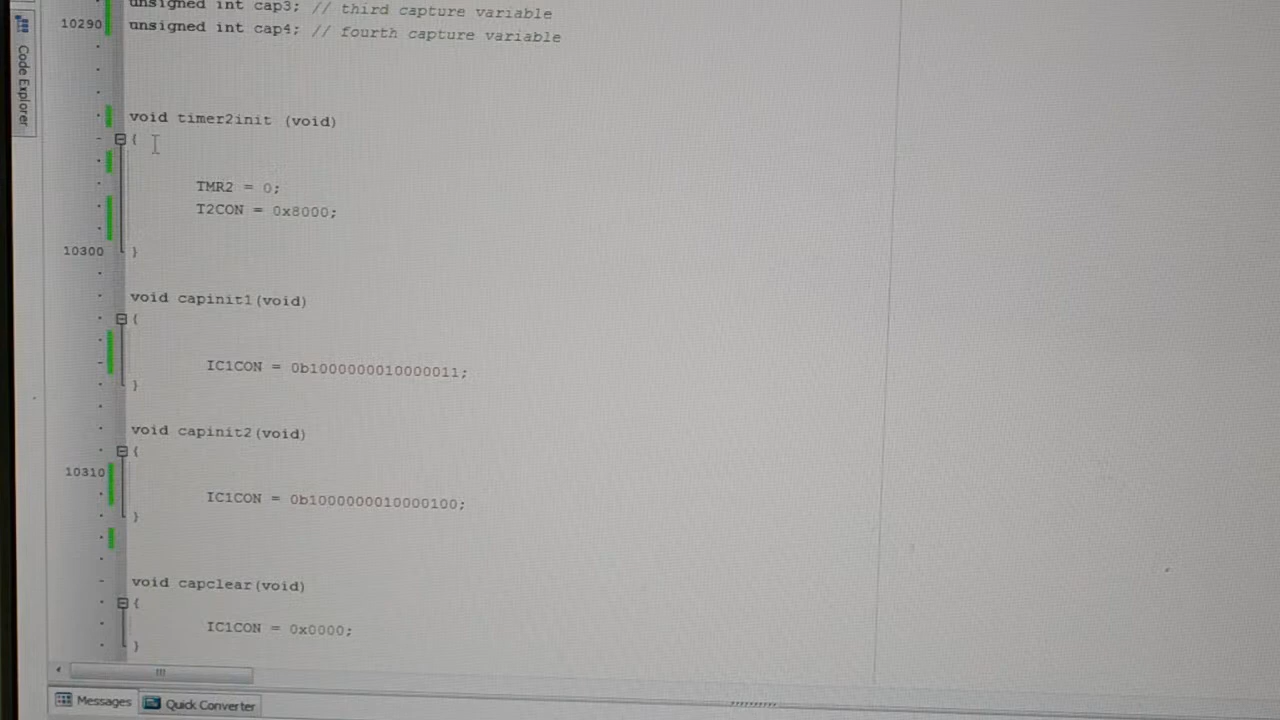 unsigned int cap3; // third capture variable
10290 unsigned int cap4; // fourth capture variable
Code Explorer
void timer2init (void)
{
TMR2 = 0;
T2CON = 0x8000;
10300 }
void capinit1(void)
{
IC1CON = 0b1000000010000011;
}
void capinit2(void)
{
10310
IC1CON = 0b1000000010000100;
}
void capclear(void)
{
IC1CON = 0x0000;
}
Messages Quick Converter